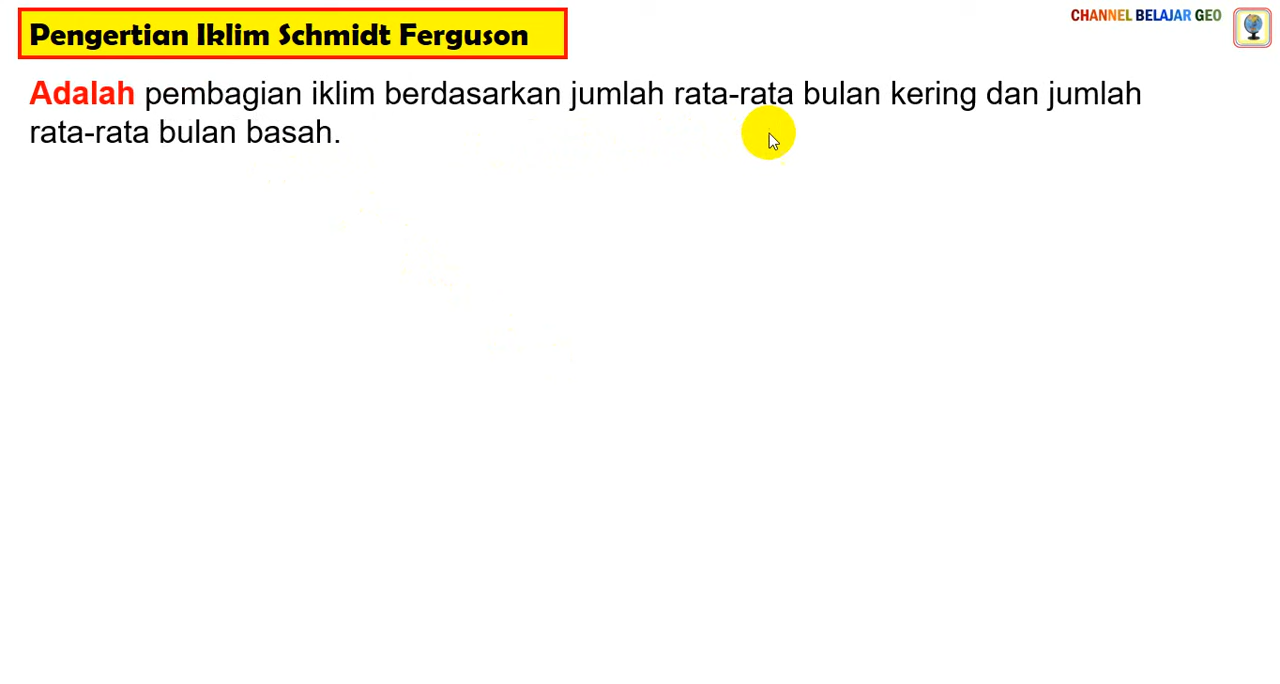 CHANNEL BELAJAR GEO
Pengertian Iklim Schmidt Ferguson
Adalah pembagian iklim berdasarkan jumlah rata-rata bulan kering dan jumlah
rata-rata bulan basah.